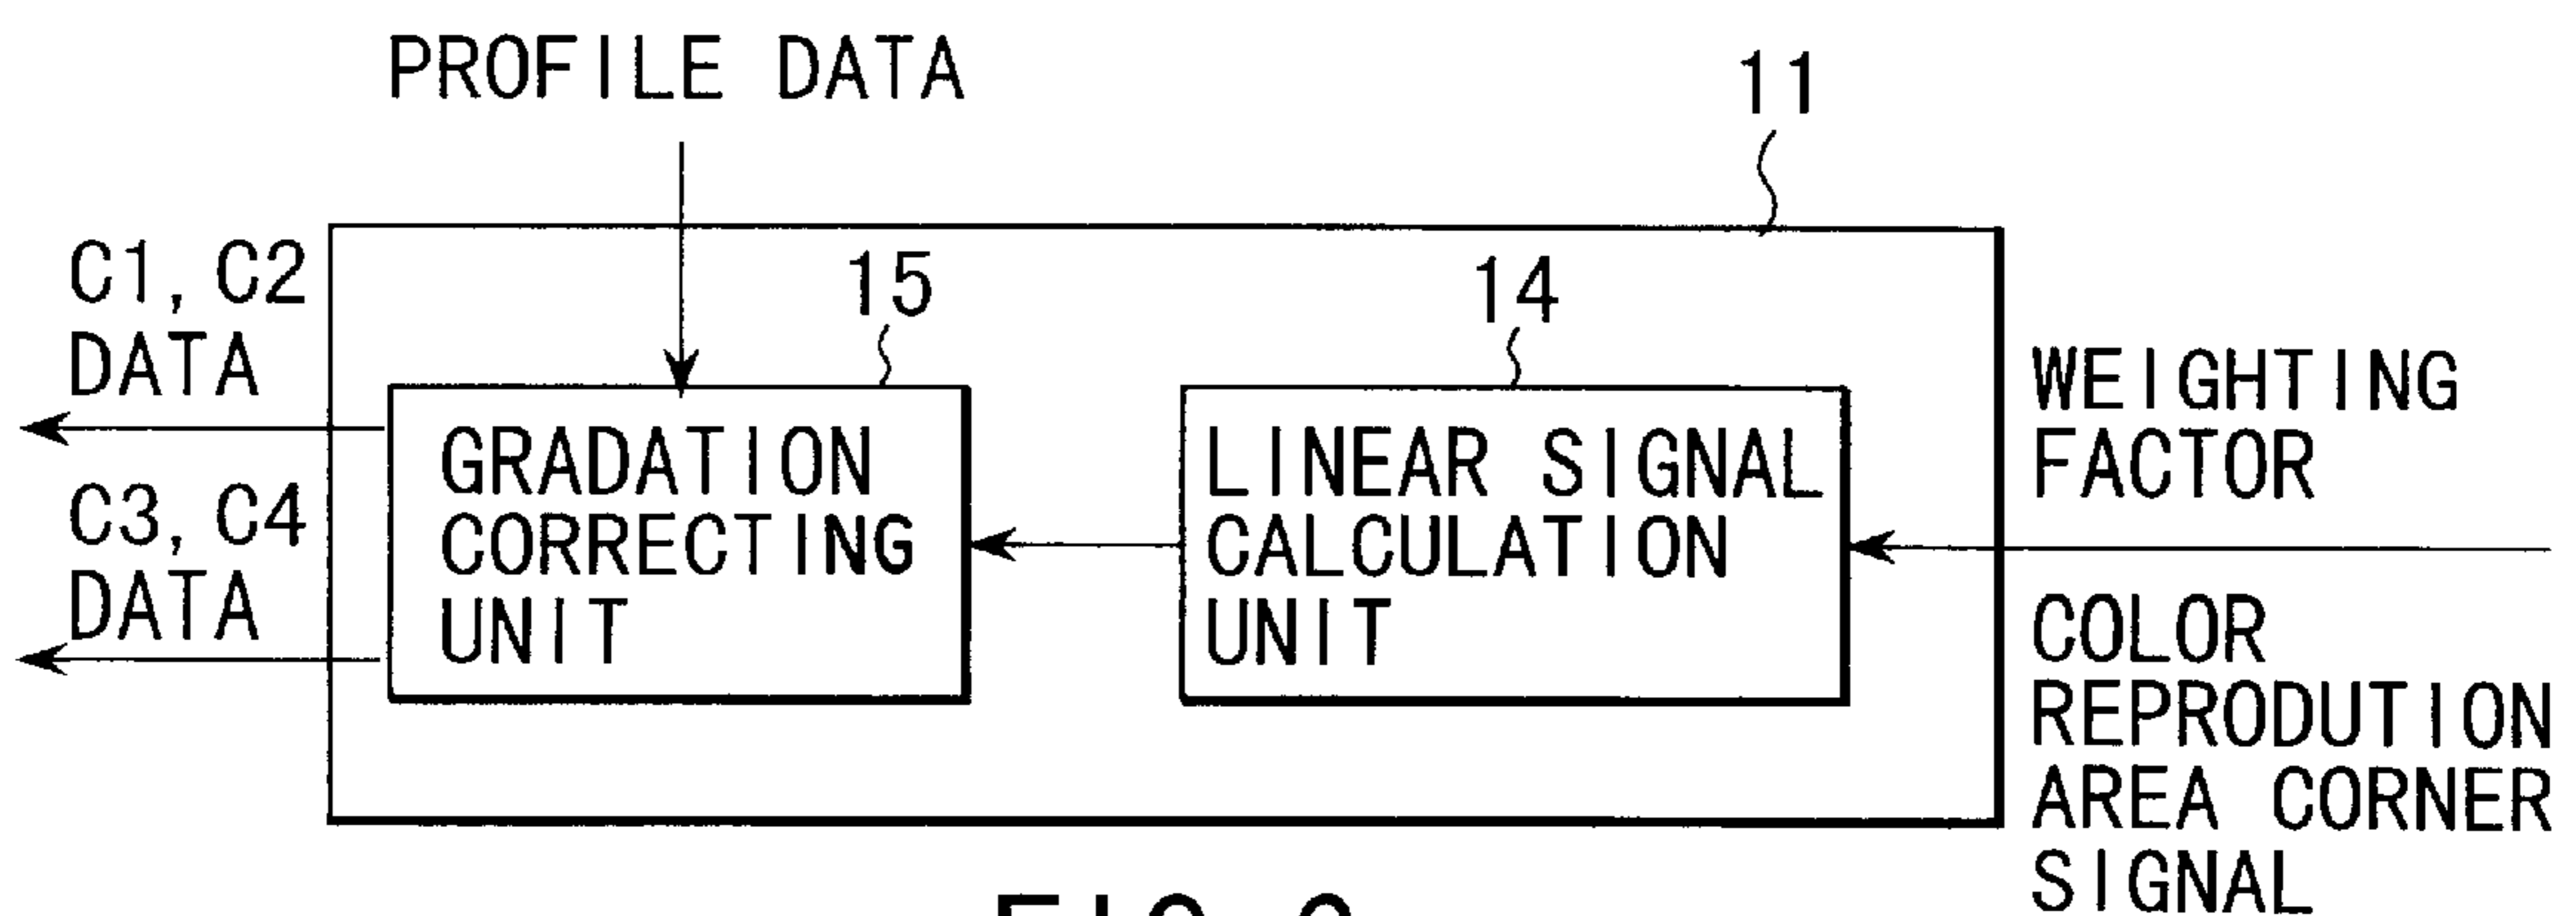 PROFILE DATA
11
C1, C2
DATA
15
14
WEIGHTING
FACTOR
GRADATION
CORRECTING
UNIT
LINEAR SIGNAL
CALCULATION
UNIT
C3, C4
DATA
COLOR
REPRODUTION
AREA CORNER
SIGNAL